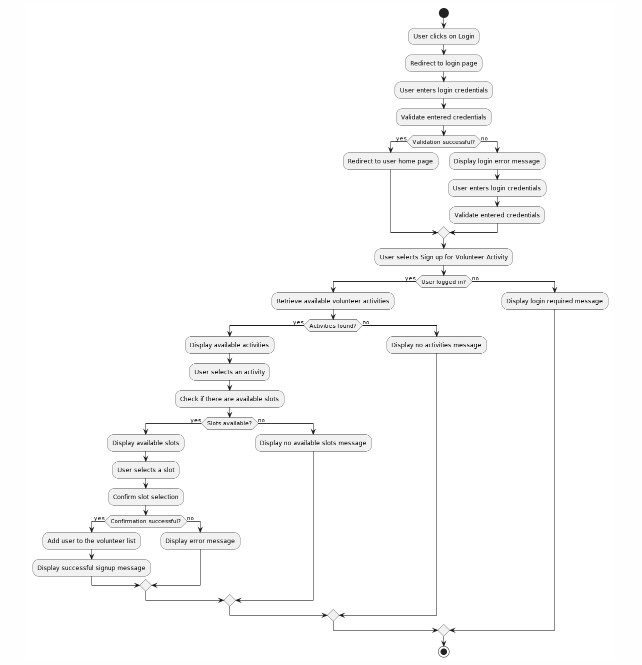 User clicks on Login
Redirect to login page
User enters login credentials
Validate entered credentials
yes
Validation successful?
no
Redirect to user home page
Display login error message
User enters login credentials
Validate entered credentials
User selects Sign up for Volunteer Activity
yes
User logged in?
no
Retrieve available volunteer activities
Display login required message
yes
Activities found?
no
Display available activities
Display no activities message
User selects an activity
Check if there are available slots
yes
Slots available?
no
Display available slots
Display no available slots message
User selects a slot
Confirm slot selection
yes
Confirmation successful?
no
Add user to the volunteer list
Display error message
Display successful signup message